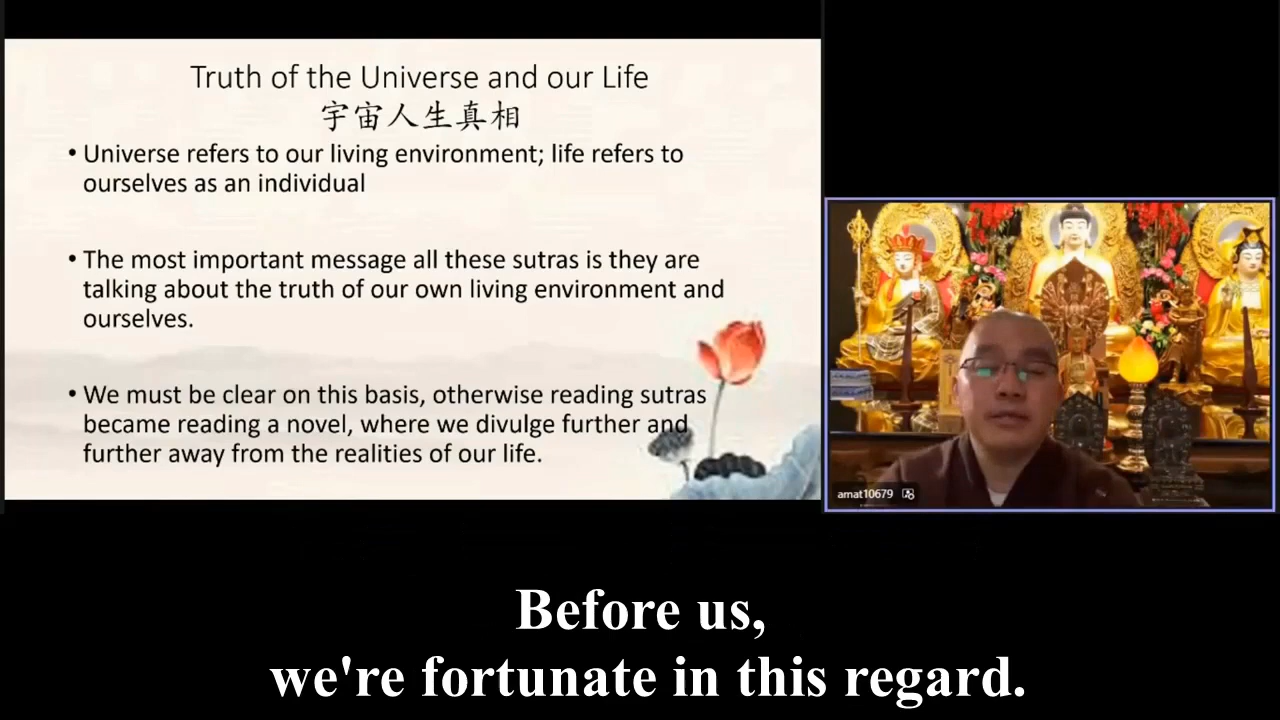 Truth of the Universe and our Life
宇宙人生真相
• Universe refers to our living environment; life refers to
ourselves as an individual
• The most important message all these sutras is they are
talking about the truth of our own living environment and
ourselves.
• We must be clear on this basis, otherwise reading sutras
became reading a novel, where we divulge further and
further away from the realities of our life.
amat10679
Before us,
we're fortunate in this regard.